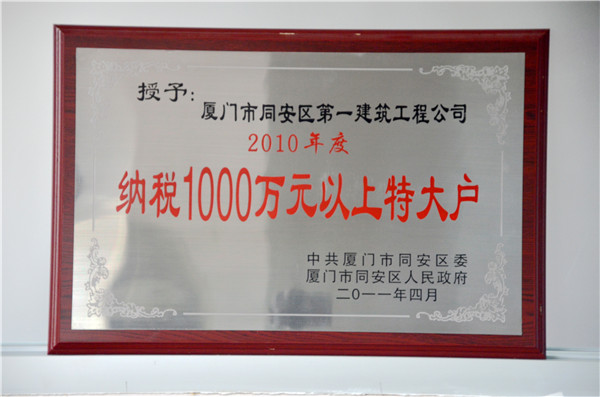 授予：厦门市同安区第一建筑工程公司
2010年度
纳税1000万元以上特大户
中共厦门市同安区委
厦门市同安区人民政府
二〇一一年四月